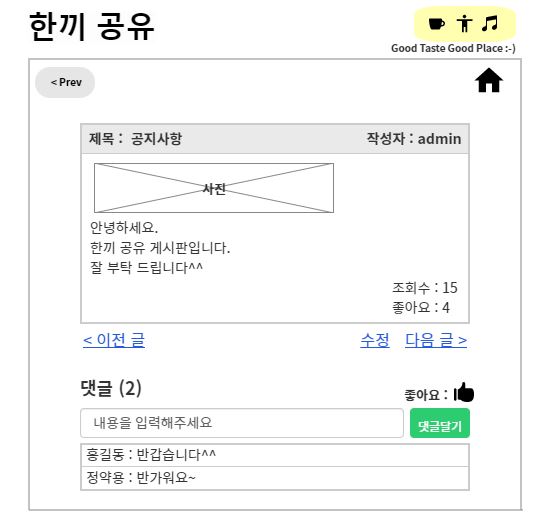 한끼 공유
Good Taste Good Place :-)
< Prev
제목 : 공지사항 작성자 : admin
사진
안녕하세요.
한끼 공유 게시판입니다.
잘 부탁 드립니다^^
조회수 : 15
좋아요 : 4
< 이전 글 수정 다음 글 >
댓글 (2)
좋아요 :
내용을 입력해주세요 댓글달기
홍길동 : 반갑습니다^^
정약용 : 반가워요~